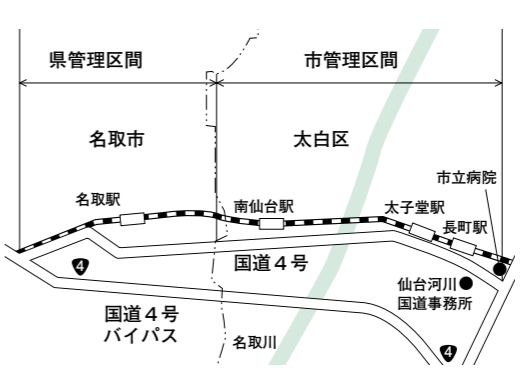 県管理区間
市管理区間
名取市
太白区
市立病院
名取駅
南仙台駅
太子堂駅
長町駅
国道4号
4
仙台河川
国道事務所
国道4号
バイパス
名取川
4